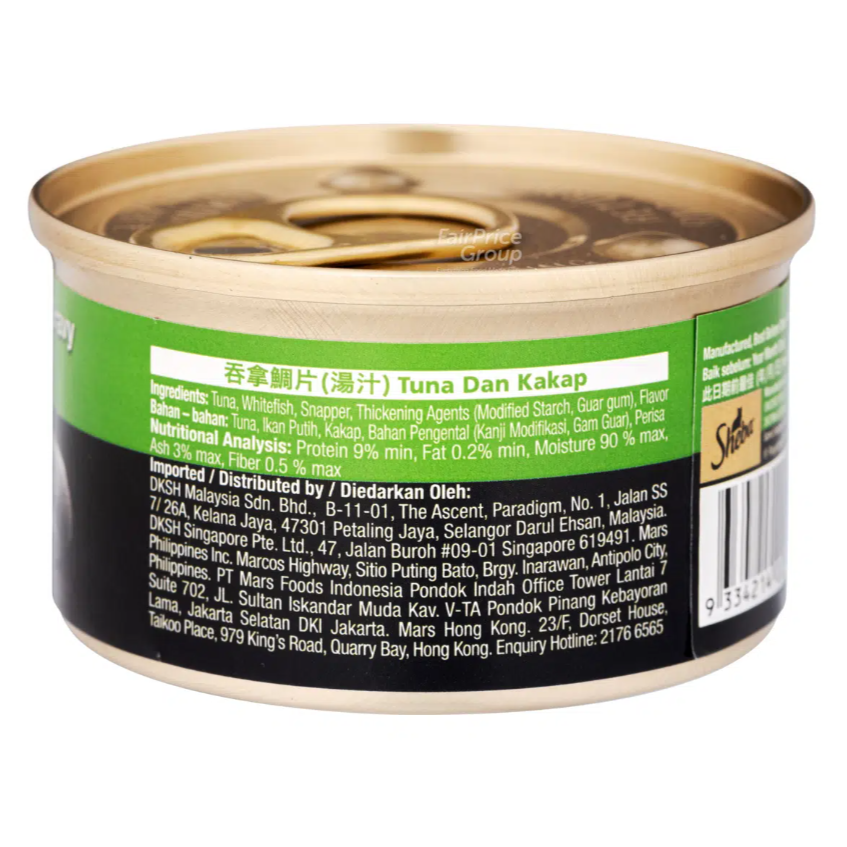 FairPrice
Group
吞拿鯛片(湯汁) Tuna Dan Kakap
Ingredients: Tuna, Whitefish, Snapper, Thickening Agents (Modified Starch, Guar gum), Flavor
Bahan – bahan: Tuna, Ikan Putih, Kakap, Bahan Pengental (Kanji Modifikasi, Gam Guar), Perisa
Nutritional Analysis: Protein 9% min, Fat 0.2% min, Moisture 90 % max,
Ash 3% max, Fiber 0.5 % max
Imported / Distributed by / Diedarkan Oleh:
DKSH Malaysia Sdn. Bhd., B-11-01, The Ascent, Paradigm, No. 1, Jalan SS
7/ 26A, Kelana Jaya, 47301 Petaling Jaya, Selangor Darul Ehsan, Malaysia.
DKSH Singapore Pte. Ltd., 47, Jalan Buroh #09-01 Singapore 619491. Mars
Philippines Inc. Marcos Highway, Sitio Puting Bato, Brgy. Inarawan, Antipolo City,
Philippines. PT Mars Foods Indonesia Pondok Indah Office Tower Lantai 7
Suite 702, JL. Sultan Iskandar Muda Kav. V-TA Pondok Pinang Kebayoran
Lama, Jakarta Selatan DKI Jakarta. Mars Hong Kong. 23/F, Dorset House,
Taikoo Place, 979 King's Road, Quarry Bay, Hong Kong. Enquiry Hotline: 2176 6565
Manufactured, Best
Baik sebelum:
此日期前最佳
Sheba
9 334214